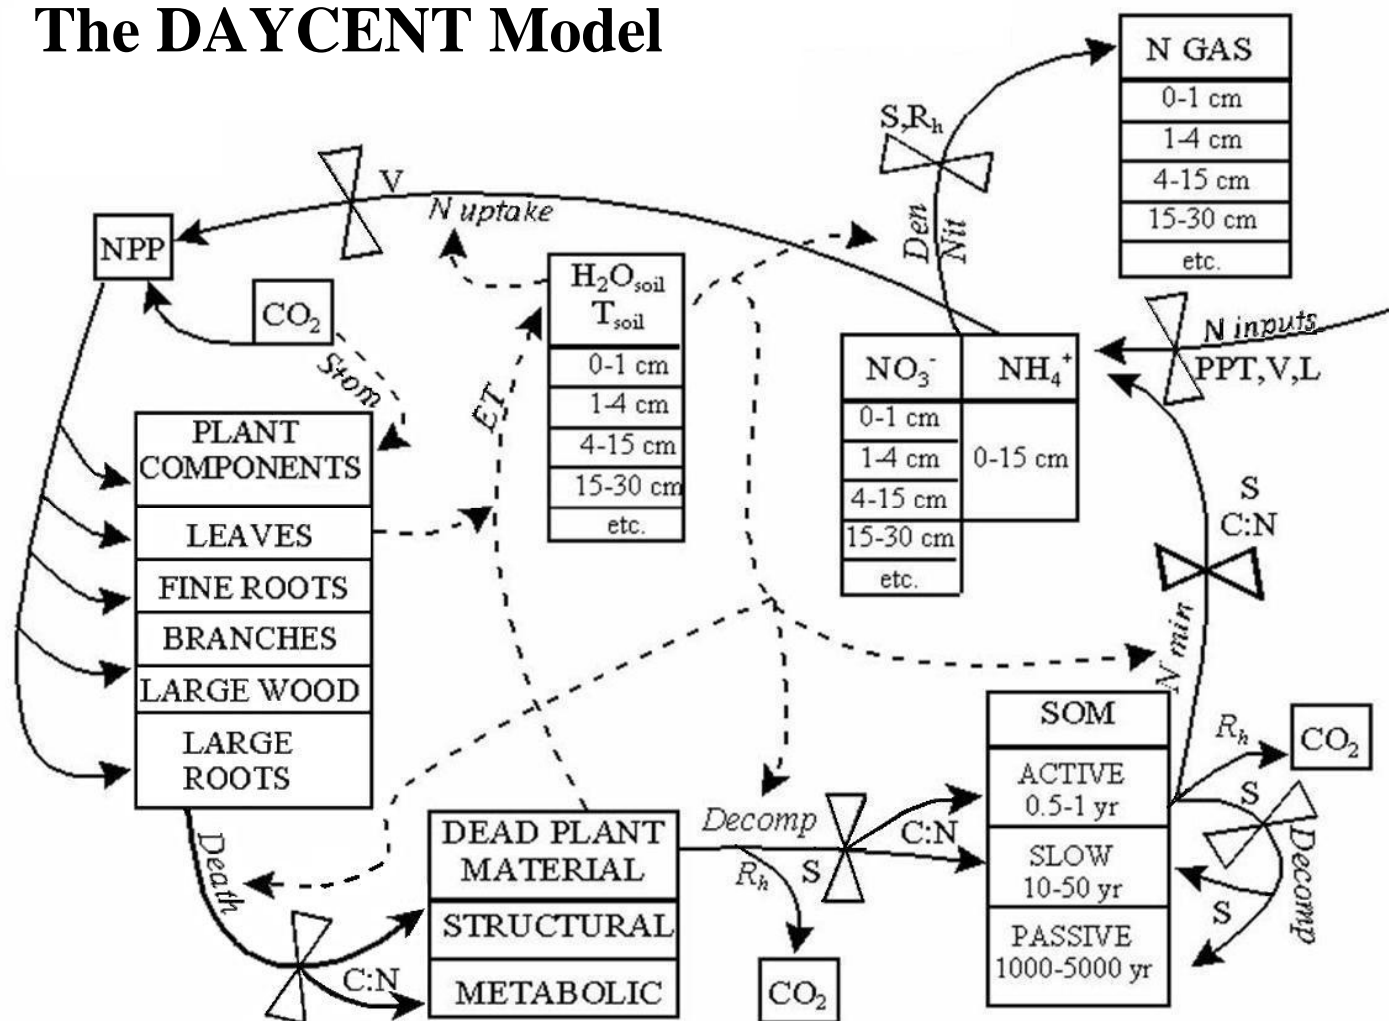 The DAYCENT Model
N GAS
0-1 cm
1-4 cm
4-15 cm
15-30 cm
etc.
S,Rh
Den
Nit
V
N uptake
NPP
CO2
Stom
H2Osoil
Tsoil
0-1 cm
1-4 cm
4-15 cm
15-30 cm
etc.
ET
NO3-
0-1 cm
1-4 cm
4-15 cm
15-30 cm
etc.
NH4+
0-15 cm
N inputs
PPT,V,L
S
C:N
N min
PLANT
COMPONENTS
LEAVES
FINE ROOTS
BRANCHES
LARGE WOOD
LARGE
ROOTS
Death
C:N
DEAD PLANT
MATERIAL
STRUCTURAL
METABOLIC
Decomp
Rh
S
C:N
CO2
SOM
ACTIVE
0.5-1 yr
SLOW
10-50 yr
PASSIVE
1000-5000 yr
Rh
CO2
S
Decomp
S